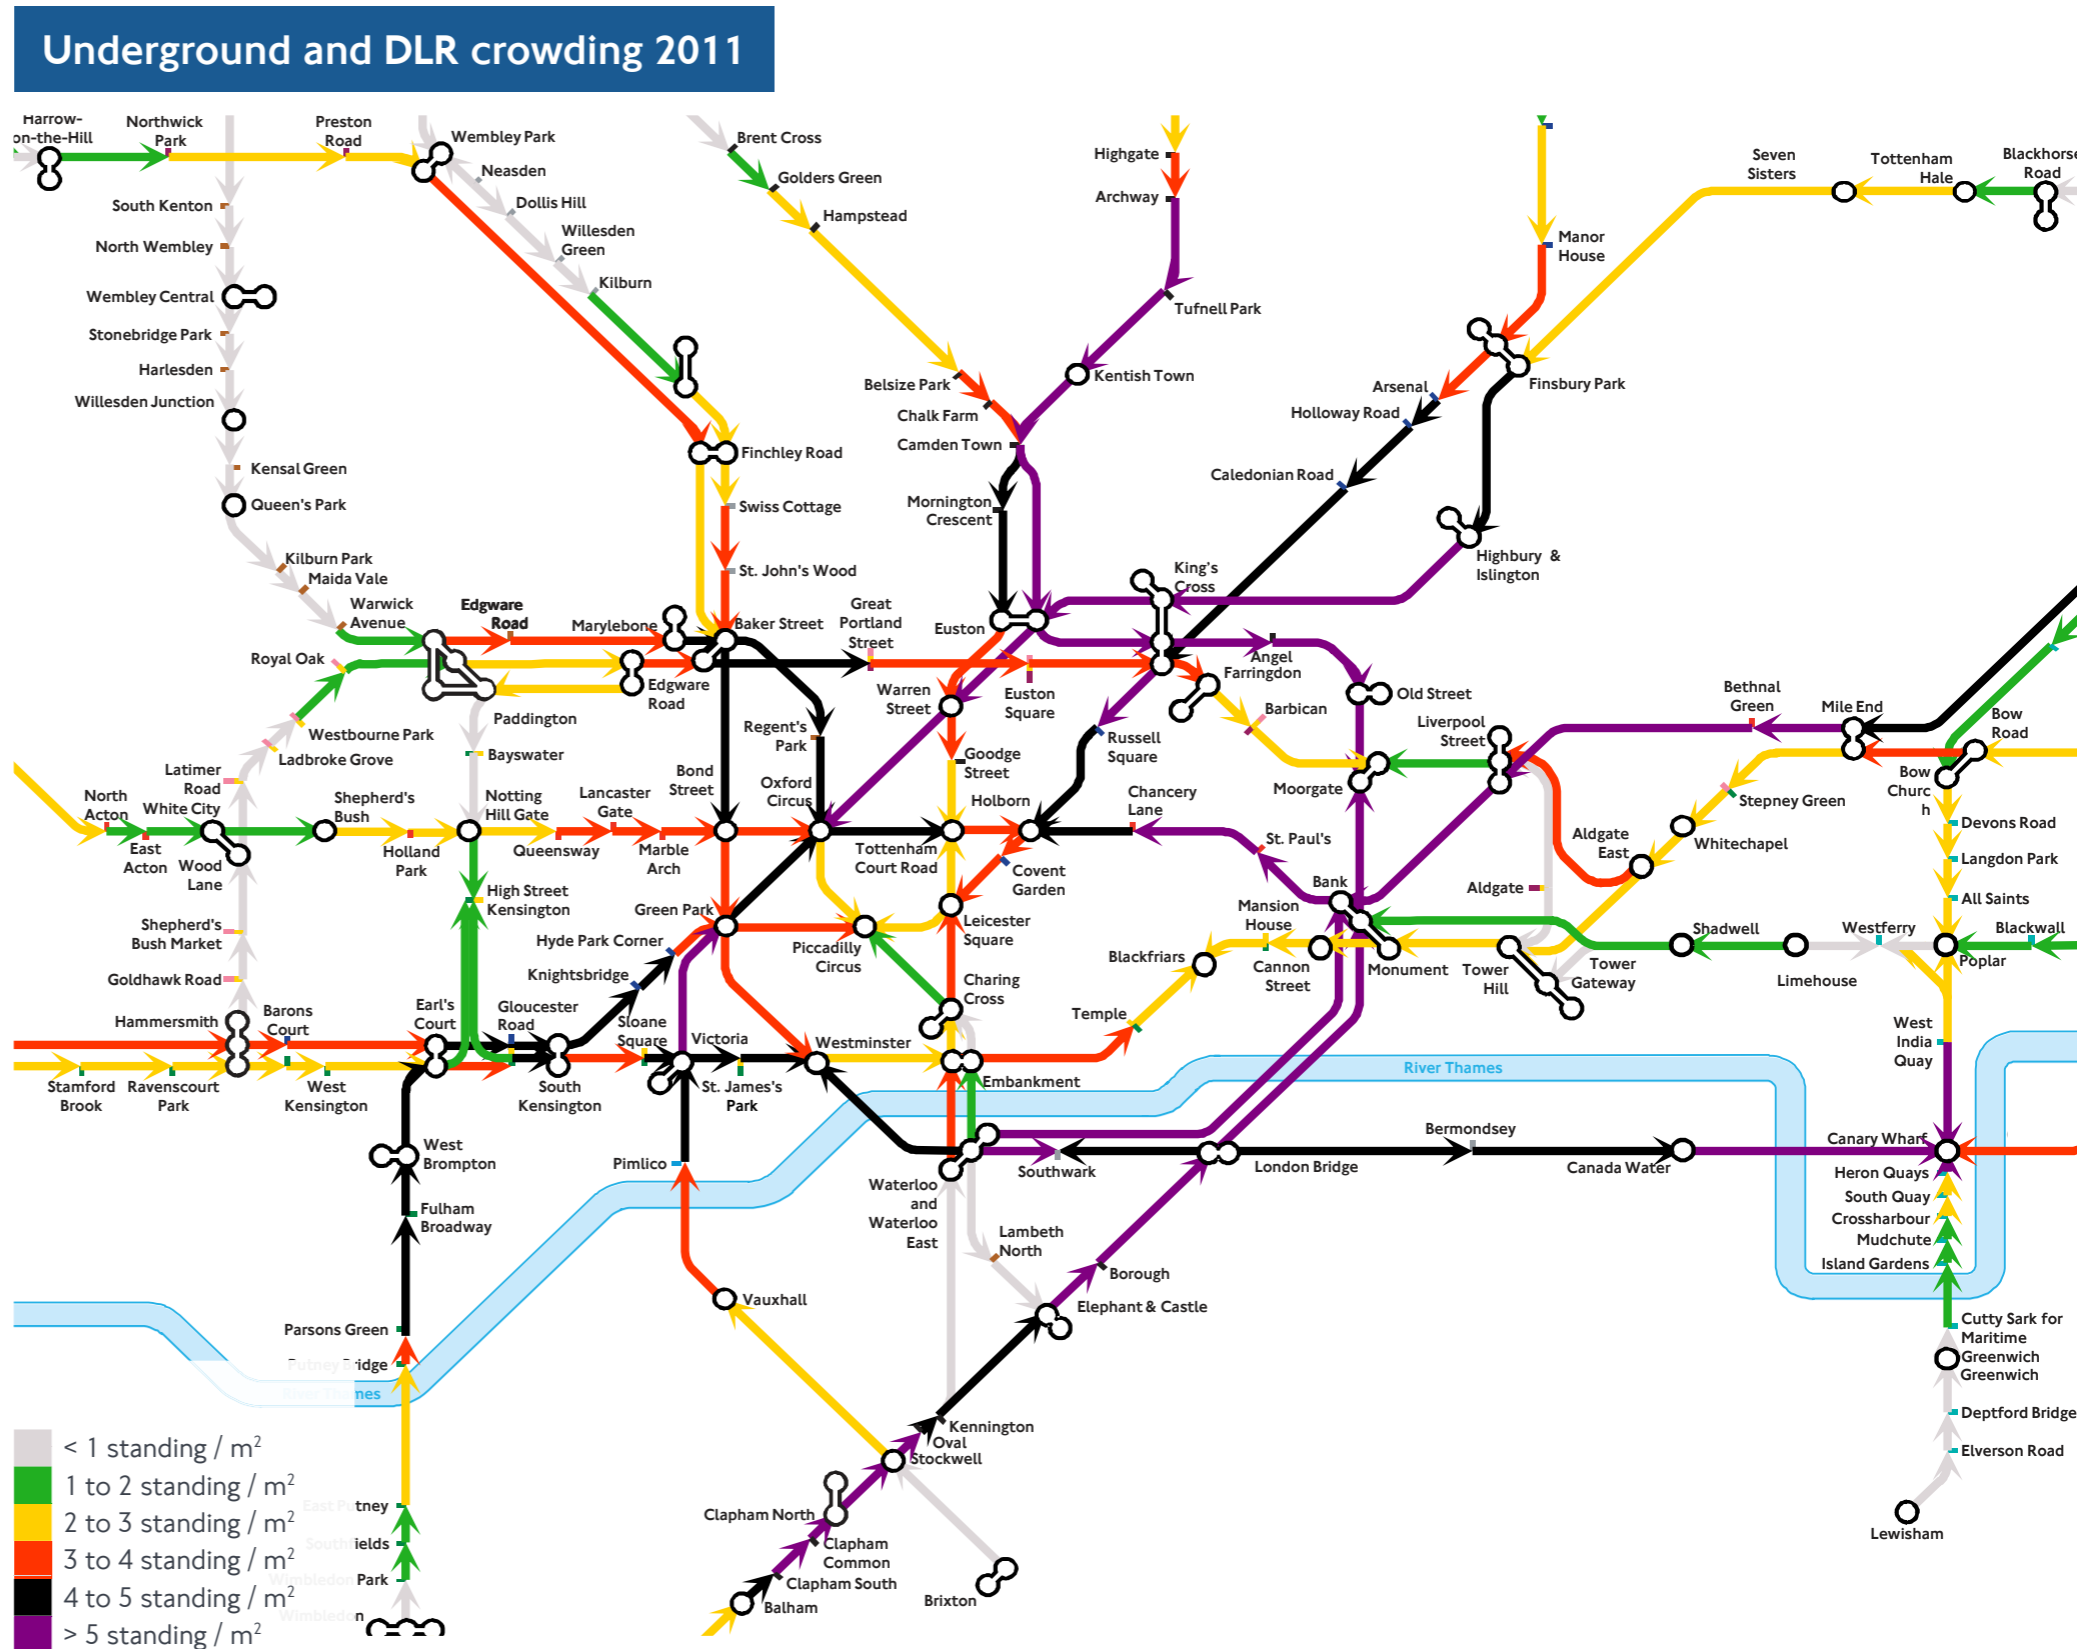 Underground and DLR crowding 2011
Harrow-
on-the-Hill
Northwick
Park
Preston
Road
Wembley Park
Neasden
Dollis Hill
Willesden
Green
Kilburn
South Kenton
North Wembley
Wembley Central
Stonebridge Park
Harlesden
Willesden Junction
Kensal Green
Queen's Park
Kilburn Park
Maida Vale
Warwick
Avenue
Edgware
Road
Marylebone
Royal Oak
Westbourne Park
Ladbroke Grove
Latimer
Road
White City
Brent Cross
Golders Green
Hampstead
Belsize Park
Chalk Farm
Camden Town
Mornington
Crescent
Finchley Road
Swiss Cottage
St. John's Wood
Baker Street
Great
Portland
Street
Euston
Highgate
Archway
Tufnell Park
Kentish Town
Manor
House
Finsbury Park
Arsenal
Holloway Road
Caledonian Road
Highbury &
Islington
King's
Cross
Seven
Sisters
Tottenham
Hale
Blackhorse
Road
Angel
Farringdon
Barbican
Old Street
Liverpool
Street
Moorgate
Bethnal
Green
Mile End
Bow
Road
Bow
Churc
h
Stepney Green
Whitechapel
Aldgate
East
Aldgate
Devons Road
Langdon Park
All Saints
Edgware
Road
Paddington
Bayswater
Notting
Hill Gate
Lancaster
Gate
Queensway
Marble
Arch
Bond
Street
Regent's
Park
Oxford
Circus
Warren
Street
Euston
Square
Goodge
Street
Holborn
Russell
Square
Chancery
Lane
St. Paul's
Bank
Tottenham
Court Road
Covent
Garden
Leicester
Square
North
Acton
East
Acton
Wood
Lane
Shepherd's
Bush
Holland
Park
High Street
Kensington
Shepherd's
Bush Market
Goldhawk Road
Hammersmith
Barons
Court
Earl's
Court
Gloucester
Road
Sloane
Square
Victoria
Green Park
Hyde Park Corner
Knightsbridge
Piccadilly
Circus
Charing
Cross
Westminster
Embankment
Temple
Blackfriars
Mansion
House
Cannon
Street
Monument
Tower
Hill
Tower
Gateway
Shadwell
Limehouse
Westferry
Poplar
Blackwall
West
India
Quay
Stamford
Brook
Ravenscourt
Park
West
Kensington
South
Kensington
St. James's
Park
River Thames
West
Brompton
Fulham
Broadway
Pimlico
Vauxhall
Waterloo
and
Waterloo
East
Southwark
Lambeth
North
London Bridge
Bermondsey
Canada Water
Canary Wharf
Heron Quays
South Quay
Crossharbour
Mudchute
Island Gardens
Borough
Elephant & Castle
Cutty Sark for
Maritime
Greenwich
Greenwich
Deptford Bridge
Elverson Road
Lewisham
Parsons Green
Putney Bridge
River Thames
East Putney
Southfields
Wimbledon Park
Wimbledon
Kennington
Oval
Stockwell
Clapham North
Clapham
Common
Clapham South
Balham
Brixton
< 1 standing / m²
1 to 2 standing / m²
2 to 3 standing / m²
3 to 4 standing / m²
4 to 5 standing / m²
> 5 standing / m²